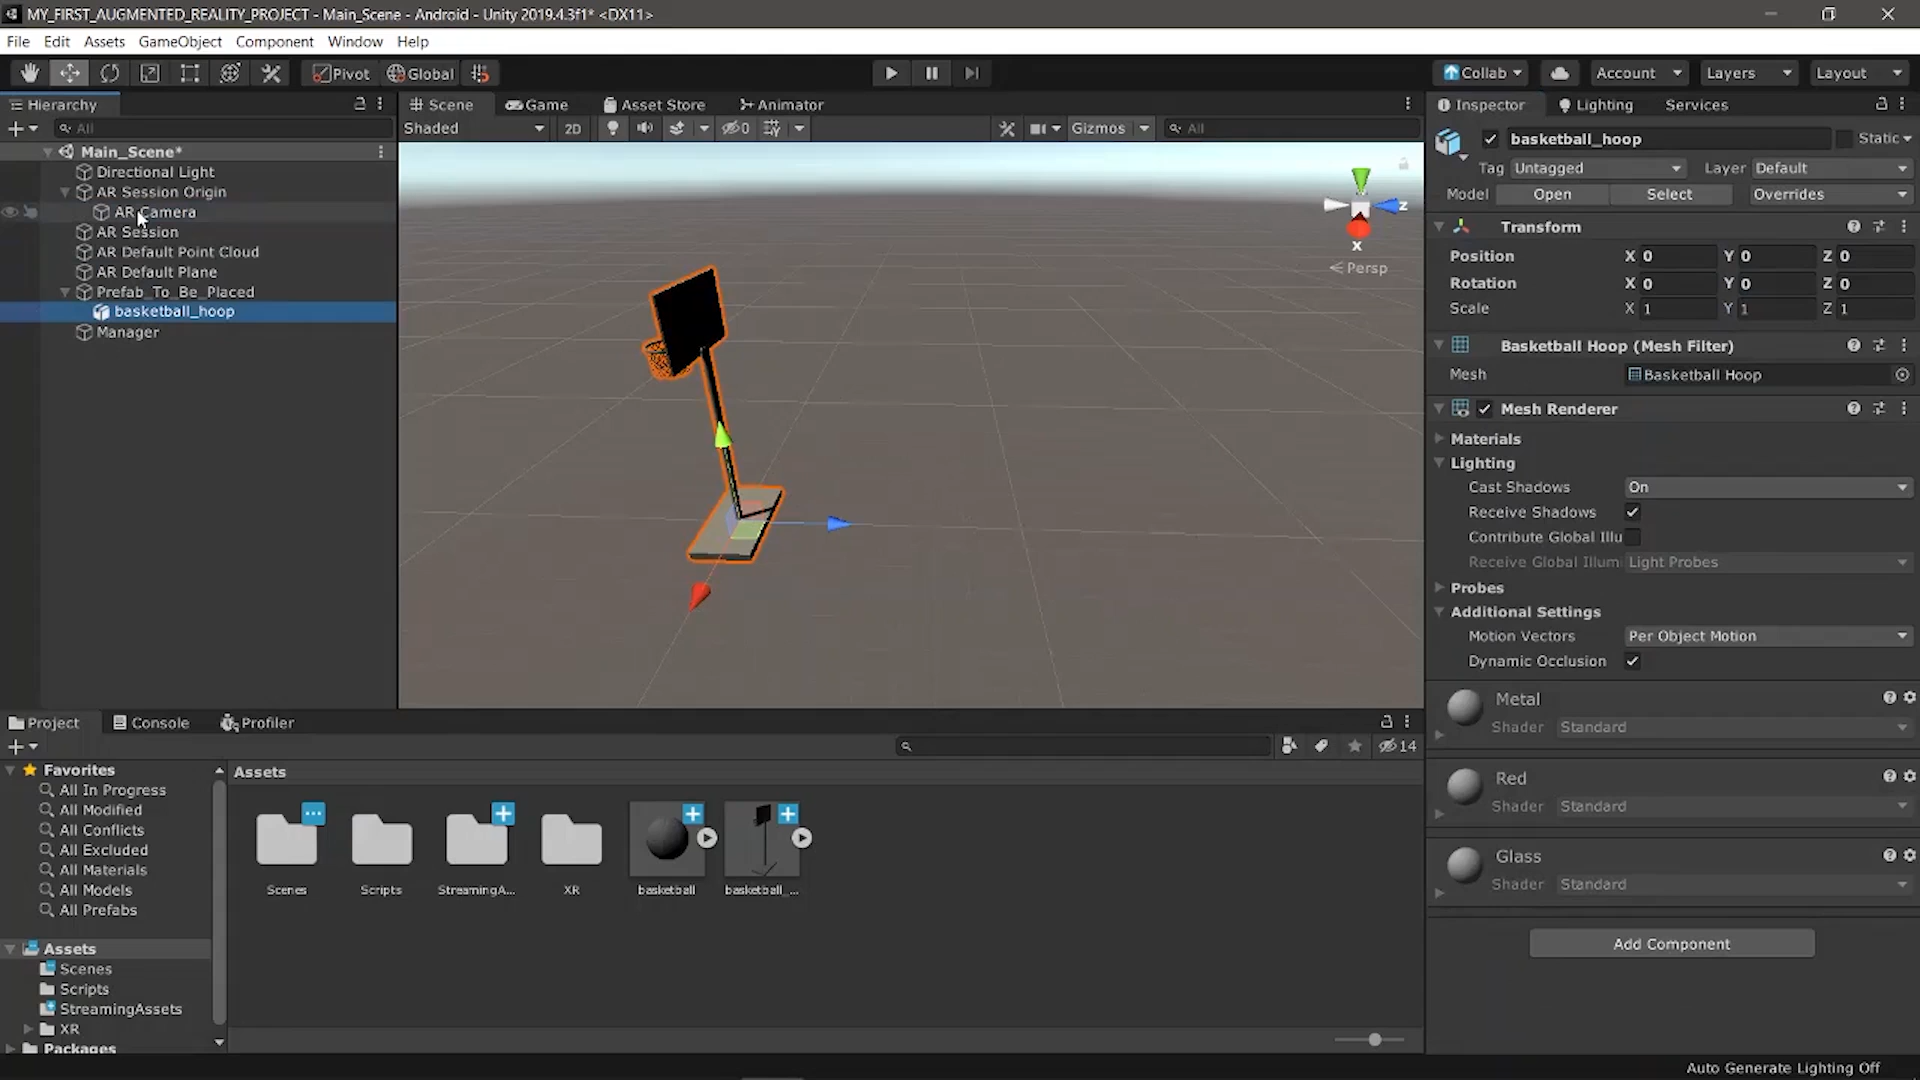 MY_FIRST_AUGMENTED_REALITY_PROJECT - Main_Scene - Android - Unity 2019.4.3f1* <DX11>
File Edit Assets GameObject Component Window Help
Pivot Global Collab Account Layers Layout
Hierarchy
All
Main_Scene*
Directional Light
AR Session Origin
AR Camera
AR Session
AR Default Point Cloud
AR Default Plane
Prefab_To_Be_Placed
basketball_hoop
Manager
Scene Game Asset Store Animator
Shaded 2D 0 Gizmos All
z
x
Persp
Inspector Lighting Services
basketball_hoop Static
Tag Untagged Layer Default
Model Open Select Overrides
Transform
Position X 0 Y 0 Z 0
Rotation X 0 Y 0 Z 0
Scale X 1 Y 1 Z 1
Basketball Hoop (Mesh Filter)
Mesh Basketball Hoop
Mesh Renderer
Materials
Lighting
Cast Shadows On
Receive Shadows
Contribute Global Illu
Receive Global Illum Light Probes
Probes
Additional Settings
Motion Vectors Per Object Motion
Dynamic Occlusion
Metal
Shader Standard
Red
Shader Standard
Glass
Shader Standard
Add Component
Project Console Profiler
14
Favorites
All In Progress
All Modified
All Conflicts
All Excluded
All Materials
All Models
All Prefabs
Assets
Scenes
Scripts
StreamingAssets
XR
Packages
Assets
Scenes Scripts StreamingA... XR basketball basketball_...
Auto Generate Lighting Off